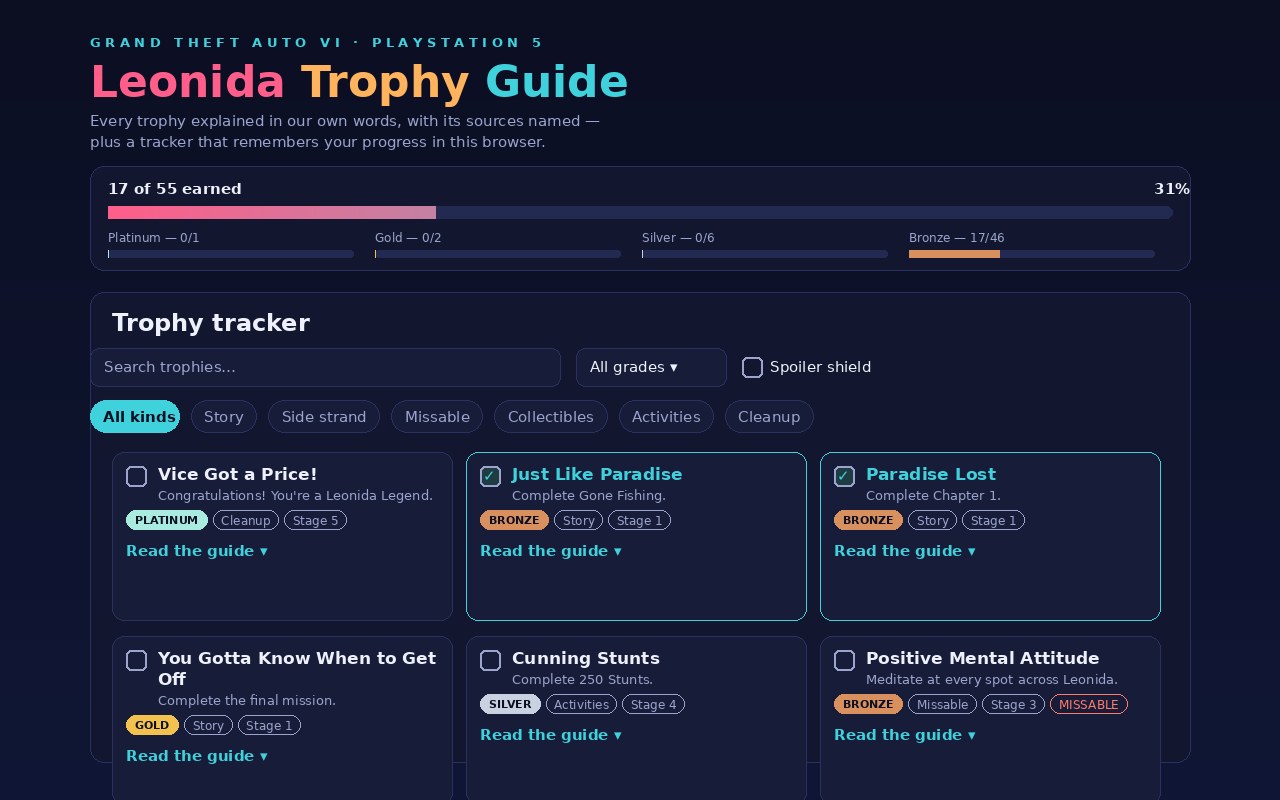 GRAND THEFT AUTO VI · PLAYSTATION 5
Leonida Trophy Guide
Every trophy explained in our own words, with its sources named —
plus a tracker that remembers your progress in this browser.
17 of 55 earned
31%
Platinum — 0/1
Gold — 0/2
Silver — 0/6
Bronze — 17/46
Trophy tracker
Search trophies…
All grades ▾
Spoiler shield
All kinds
Story
Side strand
Missable
Collectibles
Activities
Cleanup
Vice Got a Price!
Congratulations! You're a Leonida Legend.
PLATINUM
Cleanup
Stage 5
Read the guide ▾
✓
Just Like Paradise
Complete Gone Fishing.
BRONZE
Story
Stage 1
Read the guide ▾
✓
Paradise Lost
Complete Chapter 1.
BRONZE
Story
Stage 1
Read the guide ▾
You Gotta Know When to Get
Off
Complete the final mission.
GOLD
Story
Stage 1
Read the guide ▾
Cunning Stunts
Complete 250 Stunts.
SILVER
Activities
Stage 4
Read the guide ▾
Positive Mental Attitude
Meditate at every spot across Leonida.
BRONZE
Missable
Stage 3
MISSABLE
Read the guide ▾